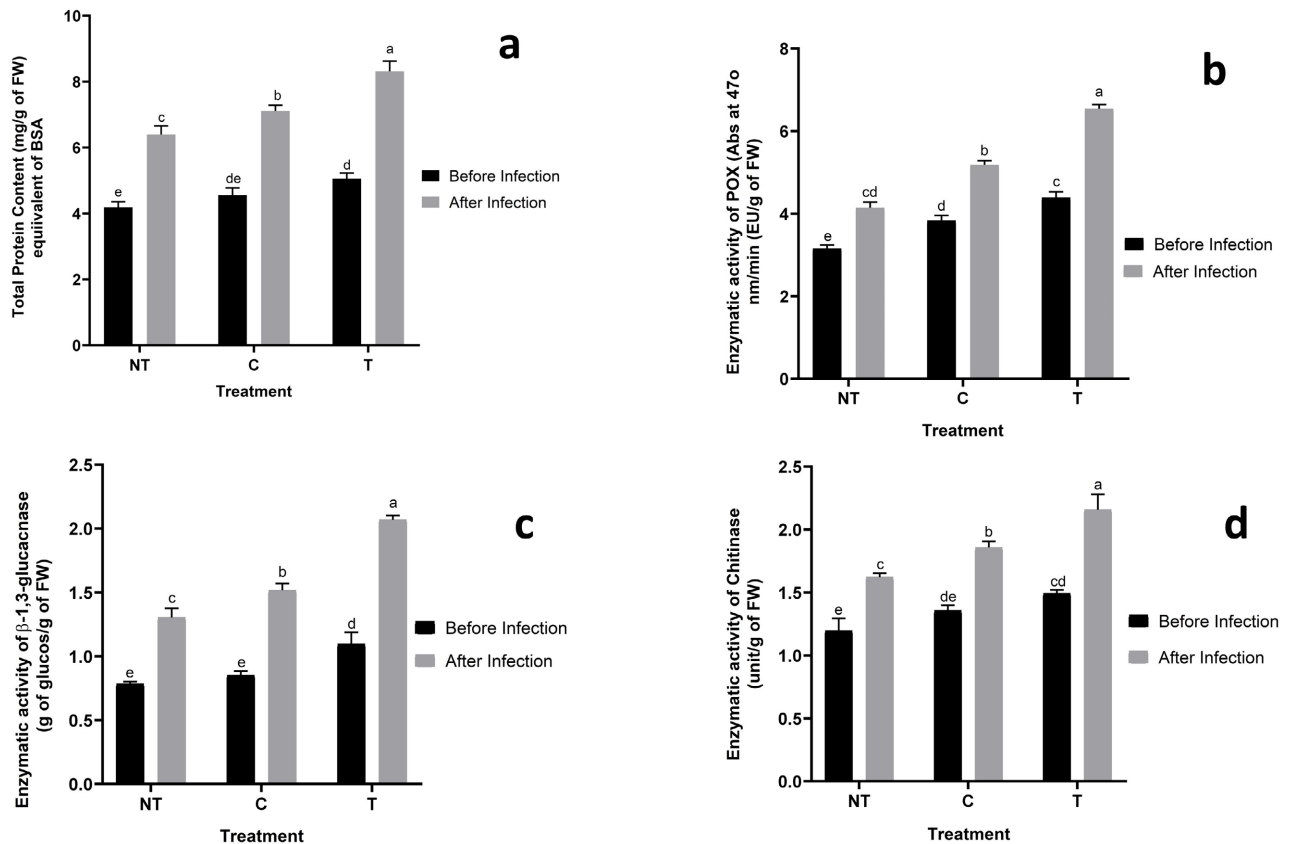 a
Total Protein Content (mg/g of FW)
equiivalent of BSA
10
8
6
4
2
0
e
c
de
b
d
a
NT
C
T
Treatment
Before Infection
After Infection
b
Enzymatic activity of POX (Abs at 47o
nm/min (EU/g of FW)
8
6
4
2
0
e
cd
d
b
c
a
NT
C
T
Treatment
Before Infection
After Infection
c
Enzymatic activity of β-1,3-glucacnase
(g of glucos/g of FW)
2.5
2.0
1.5
1.0
0.5
0.0
e
c
e
b
d
a
NT
C
T
Treatment
Before Infection
After Infection
d
Enzymatic activity of Chitinase
(unit/g of FW)
2.5
2.0
1.5
1.0
0.5
0.0
e
c
de
b
cd
a
NT
C
T
Treatment
Before Infection
After Infection